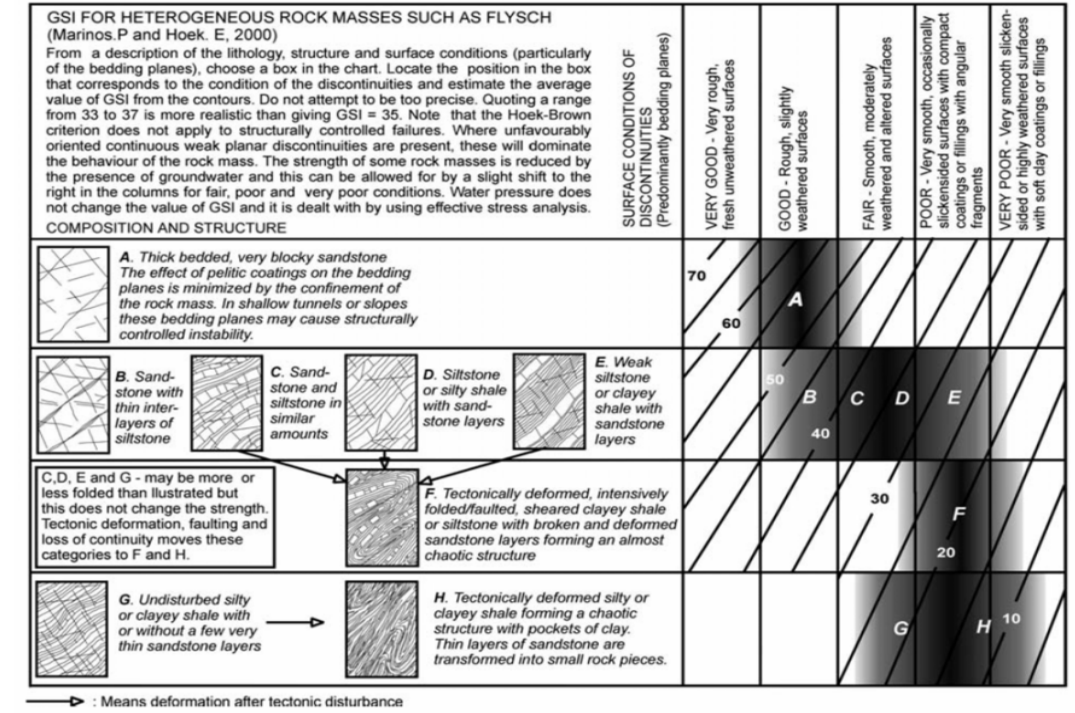 GSI FOR HETEROGENEOUS ROCK MASSES SUCH AS FLYSCH
(Marinos.P and Hoek. E, 2000)
From a description of the lithology, structure and surface conditions (particularly
of the bedding planes), choose a box in the chart. Locate the position in the box
that corresponds to the condition of the discontinuities and estimate the average
value of GSI from the contours. Do not attempt to be too precise. Quoting a range
from 33 to 37 is more realistic than giving GSI = 35. Note that the Hoek-Brown
criterion does not apply to structurally controlled failures. Where unfavourably
oriented continuous weak planar discontinuities are present, these will dominate
the behaviour of the rock mass. The strength of some rock masses is reduced by
the presence of groundwater and this can be allowed for by a slight shift to the
right in the columns for fair, poor and very poor conditions. Water pressure does
not change the value of GSI and it is dealt with by using effective stress analysis.
COMPOSITION AND STRUCTURE
SURFACE CONDITIONS OF
DISCONTINUITIES
(Predominantly bedding planes)
VERY GOOD - Very rough,
fresh unweathered surfaces
GOOD - Rough, slightly
weathered surfaces
FAIR - Smooth, moderately
weathered and altered surfaces
POOR - Very smooth, occasionally
slickensided surfaces with compact
coatings or fillings with angular
fragments
VERY POOR - Very smooth slicken-
sided or highly weathered surfaces
with soft clay coatings or fillings
A. Thick bedded, very blocky sandstone
The effect of pelitic coatings on the bedding
planes is minimized by the confinement of
the rock mass. In shallow tunnels or slopes
these bedding planes may cause structurally
controlled instability.
70
60
A
B. Sand-
stone with
thin inter-
layers of
siltstone
C. Sand-
stone and
siltstone in
similar
amounts
D. Siltstone
or silty shale
with sand-
stone layers
E. Weak
siltstone
or clayey
shale with
sandstone
layers
50
B C D E
40
C,D, E and G - may be more or
less folded than llustrated but
this does not change the strength.
Tectonic deformation, faulting and
loss of continuity moves these
categories to F and H.
F. Tectonically deformed, intensively
folded/faulted, sheared clayey shale
or siltstone with broken and deformed
sandstone layers forming an almost
chaotic structure
30
F
20
G. Undisturbed silty
or clayey shale with
or without a few very
thin sandstone layers
H. Tectonically deformed silty or
clayey shale forming a chaotic
structure with pockets of clay.
Thin layers of sandstone are
transformed into small rock pieces.
G H 10
: Means deformation after tectonic disturbance